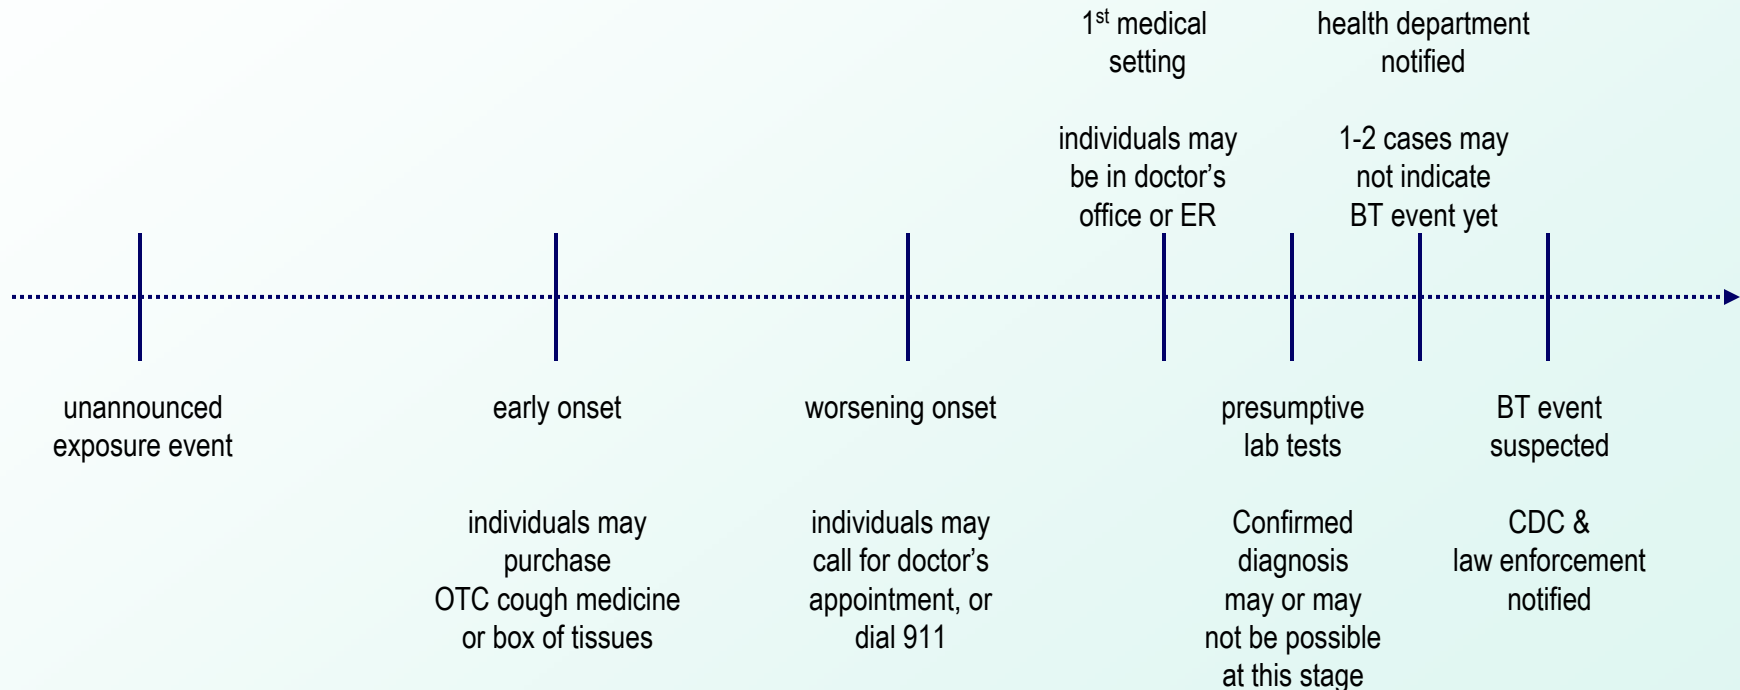 1st medical
setting
individuals may
be in doctor's
office or ER
health department
notified
1-2 cases may
not indicate
BT event yet
unannounced
exposure event
early onset
individuals may
purchase
OTC cough medicine
or box of tissues
worsening onset
individuals may
call for doctor's
appointment, or
dial 911
presumptive
lab tests
Confirmed
diagnosis
may or may
not be possible
at this stage
BT event
suspected
CDC &
law enforcement
notified